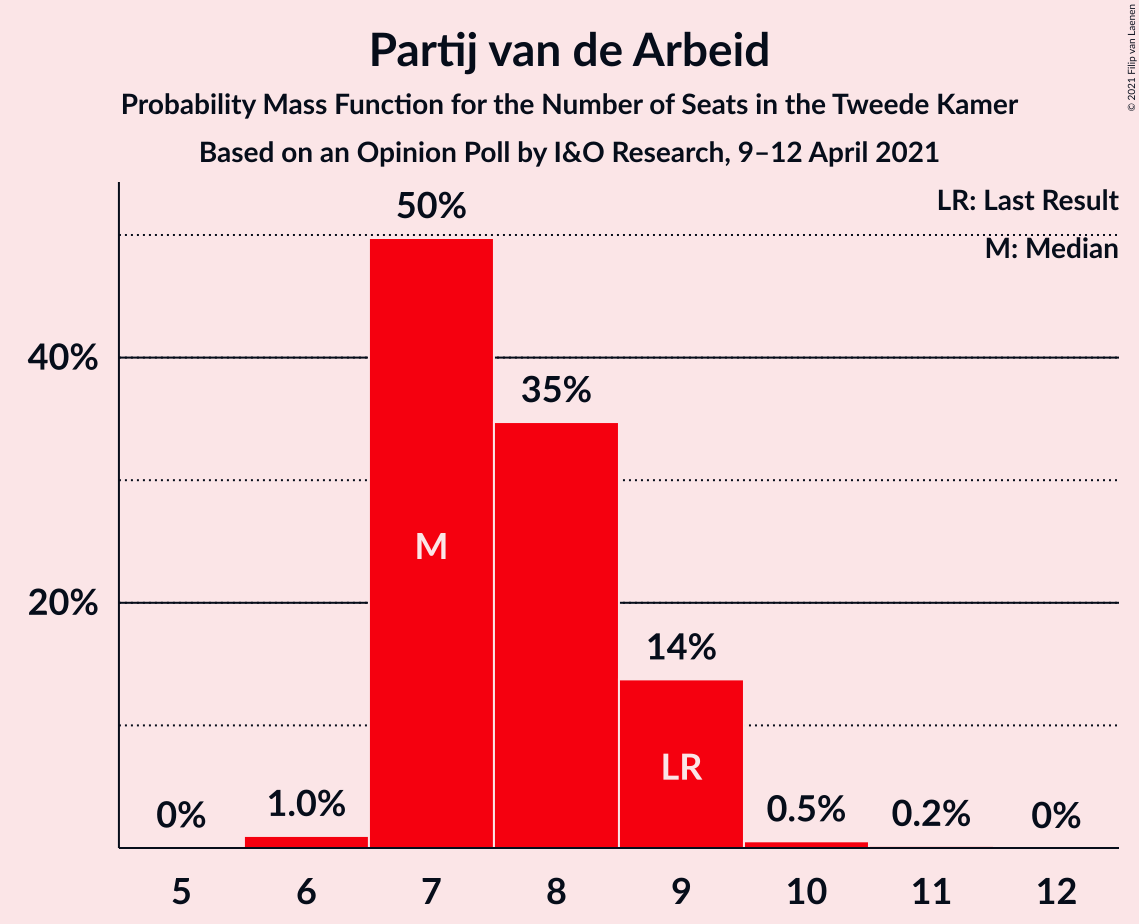 Partij van de Arbeid
Probability Mass Function for the Number of Seats in the Tweede Kamer
Based on an Opinion Poll by I&O Research, 9–12 April 2021
© 2021 Filip van Laenen
LR: Last Result
M: Median
50%
40%
35%
M
20%
14%
LR
0%
1.0%
0.5%
0.2%
0%
5 6 7 8 9 10 11 12